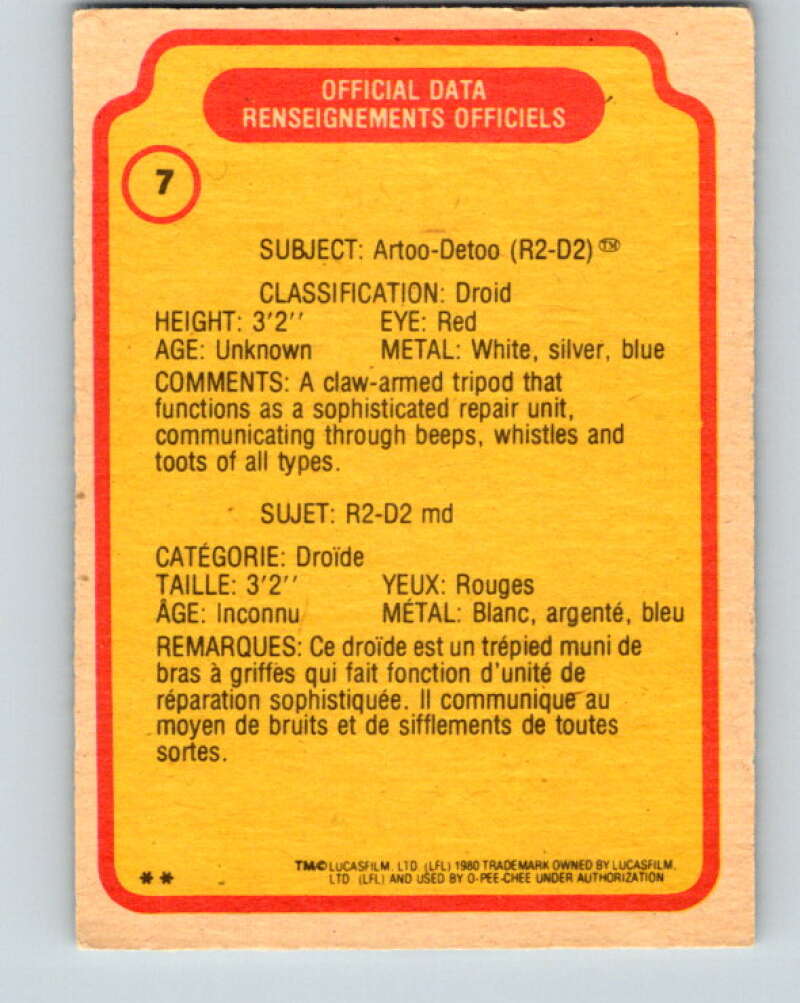 OFFICIAL DATA
RENSEIGNEMENTS OFFICIELS
7
SUBJECT: Artoo-Detoo (R2-D2) ™
CLASSIFICATION: Droid
HEIGHT: 3'2'' EYE: Red
AGE: Unknown METAL: White, silver, blue
COMMENTS: A claw-armed tripod that
functions as a sophisticated repair unit,
communicating through beeps, whistles and
toots of all types.
SUJET: R2-D2 md
CATÉGORIE: Droïde
TAILLE: 3'2'' YEUX: Rouges
ÂGE: Inconnu MÉTAL: Blanc, argenté, bleu
REMARQUES: Ce droïde est un trépied muni de
bras à griffes qui fait fonction d'unité de
réparation sophistiquée. Il communique au
moyen de bruits et de sifflements de toutes
sortes.
TM© LUCASFILM, LTD. (LFL) 1980 TRADEMARK OWNED BY LUCASFILM,
** LTD. (LFL) AND USED BY O-PEE-CHEE UNDER AUTHORIZATION